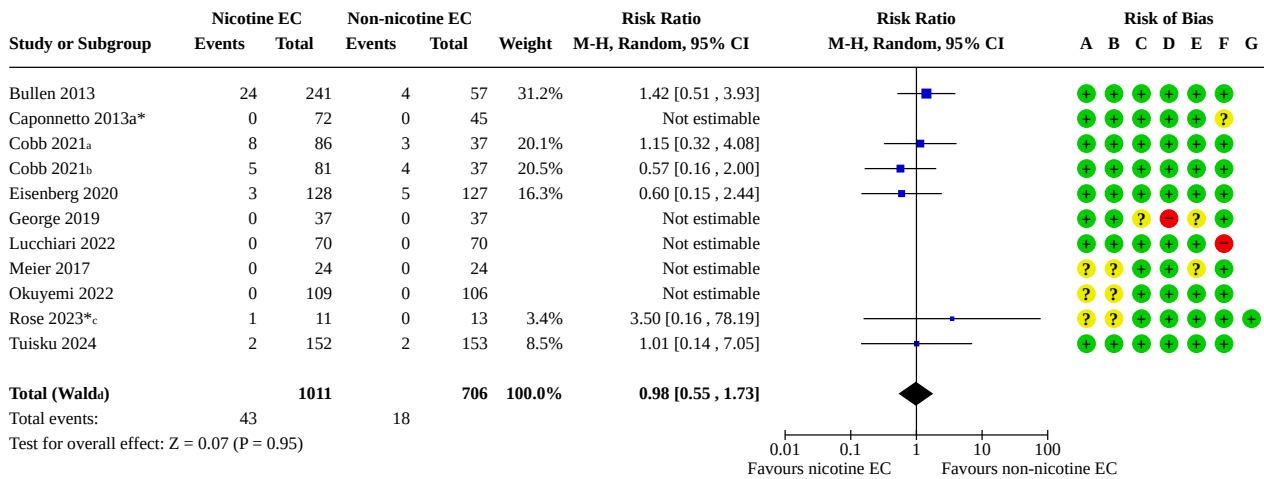 Nicotine EC Non-nicotine EC Risk Ratio Risk Ratio Risk of Bias
Study or Subgroup Events Total Events Total Weight M-H, Random, 95% CI M-H, Random, 95% CI A B C D E F G
Bullen 2013 24 241 4 57 31.2% 1.42 [0.51 , 3.93] + + + + + +
Caponnetto 2013a* 0 72 0 45 Not estimable + + + + + ?
Cobb 2021a 8 86 3 37 20.1% 1.15 [0.32 , 4.08] + + + + + +
Cobb 2021b 5 81 4 37 20.5% 0.57 [0.16 , 2.00] + + + + + +
Eisenberg 2020 3 128 5 127 16.3% 0.60 [0.15 , 2.44] + + + + + +
George 2019 0 37 0 37 Not estimable + + ? − ? +
Lucchiari 2022 0 70 0 70 Not estimable + + + + + −
Meier 2017 0 24 0 24 Not estimable ? ? + + ? +
Okuyemi 2022 0 109 0 106 Not estimable ? ? + + + +
Rose 2023*c 1 11 0 13 3.4% 3.50 [0.16 , 78.19] ? ? + + + + +
Tuisku 2024 2 152 2 153 8.5% 1.01 [0.14 , 7.05] + + + + + +
Total (Waldd) 1011 706 100.0% 0.98 [0.55 , 1.73]
Total events: 43 18
Test for overall effect: Z = 0.07 (P = 0.95)
0.01 0.1 1 10 100
Favours nicotine EC Favours non-nicotine EC